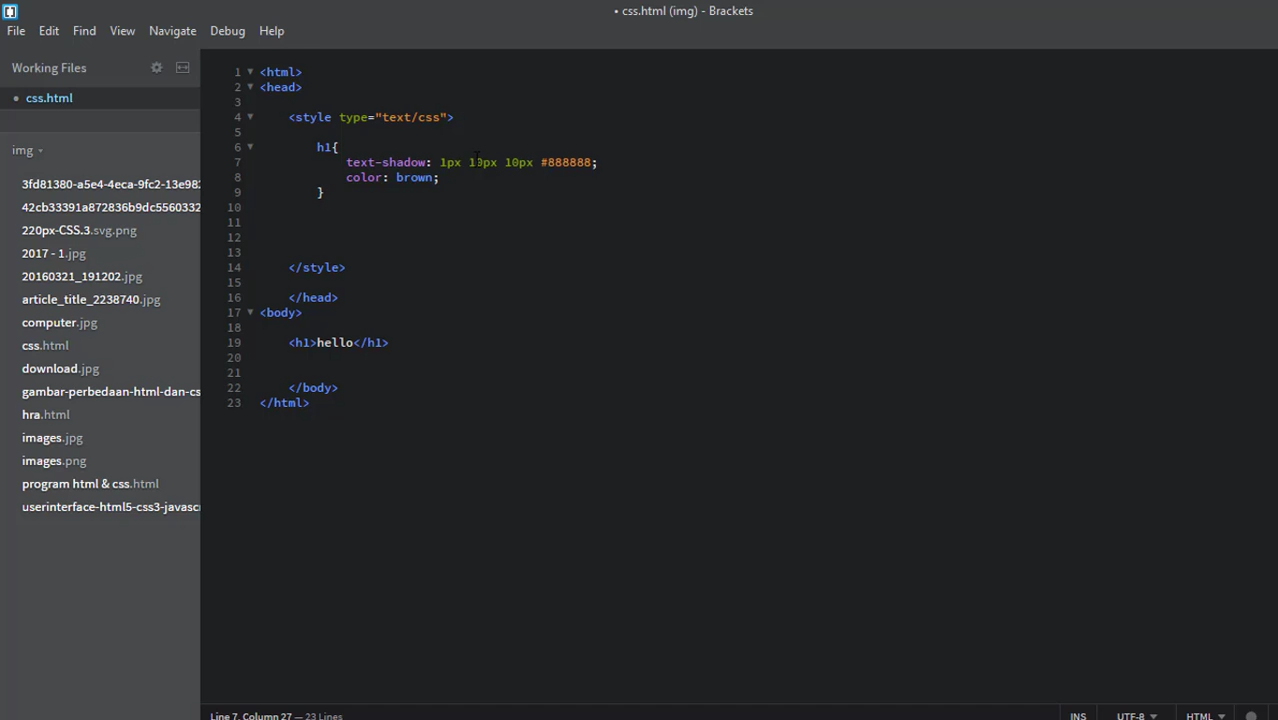 • css.html (img) - Brackets
File Edit Find View Navigate Debug Help
Working Files
• css.html
img
3fd81380-a5e4-4eca-9fc2-13e982
42cb33391a872836b9dc5560332
220px-CSS.3.svg.png
2017 - 1.jpg
20160321_191202.jpg
article_title_2238740.jpg
computer.jpg
css.html
download.jpg
gambar-perbedaan-html-dan-cs
hra.html
images.jpg
images.png
program html & css.html
userinterface-html5-css3-javasc
1 <html>
2 <head>
3
4 <style type="text/css">
5
6 h1{
7 text-shadow: 1px 10px 10px #888888;
8 color: brown;
9 }
10
11
12
13
14 </style>
15
16 </head>
17 <body>
18
19 <h1>hello</h1>
20
21
22 </body>
23 </html>
Line 7, Column 27 — 23 Lines INS UTF-8 HTML